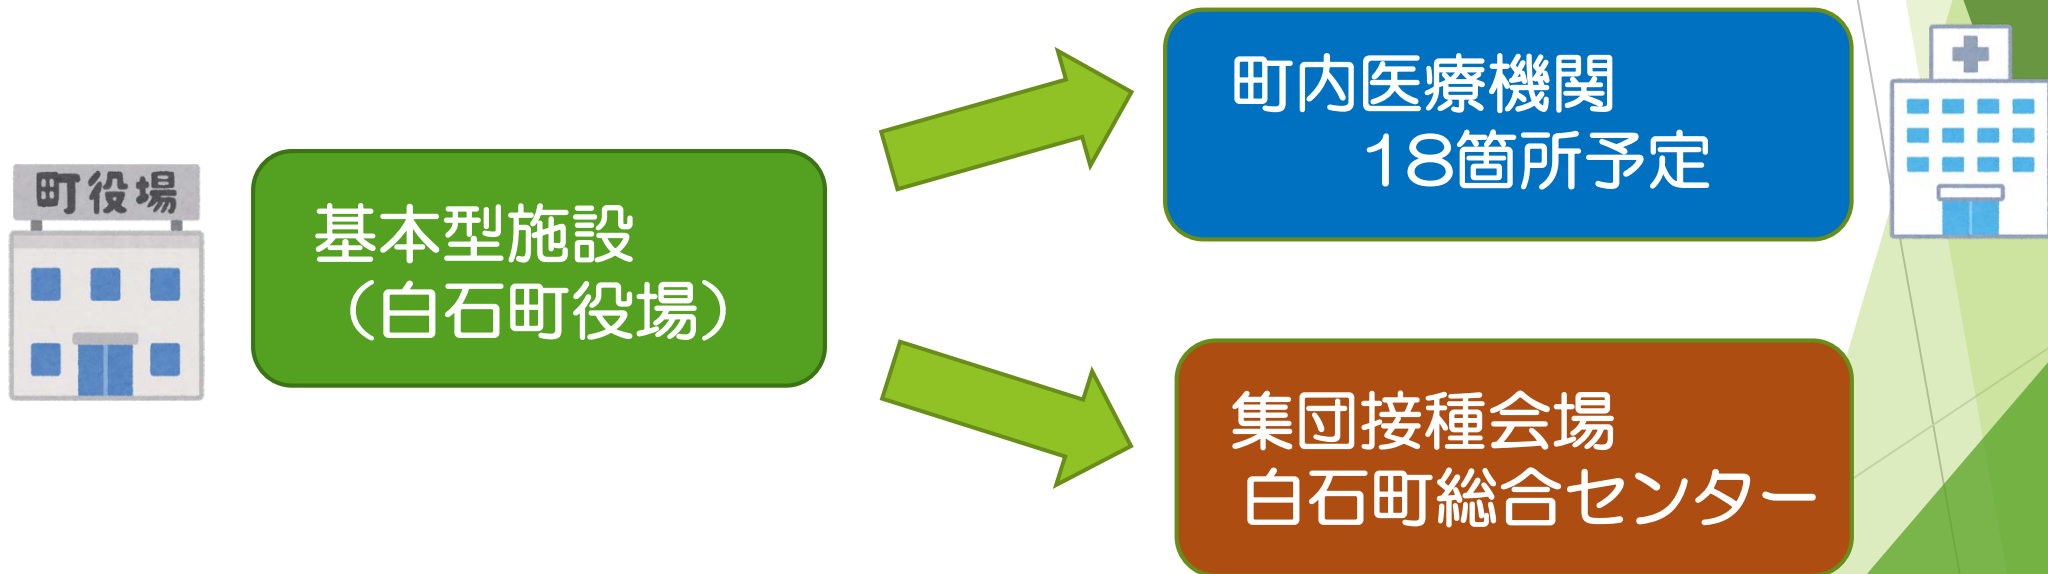 町役場
基本型施設
（白石町役場）
町内医療機関
18箇所予定
集団接種会場
白石町総合センター